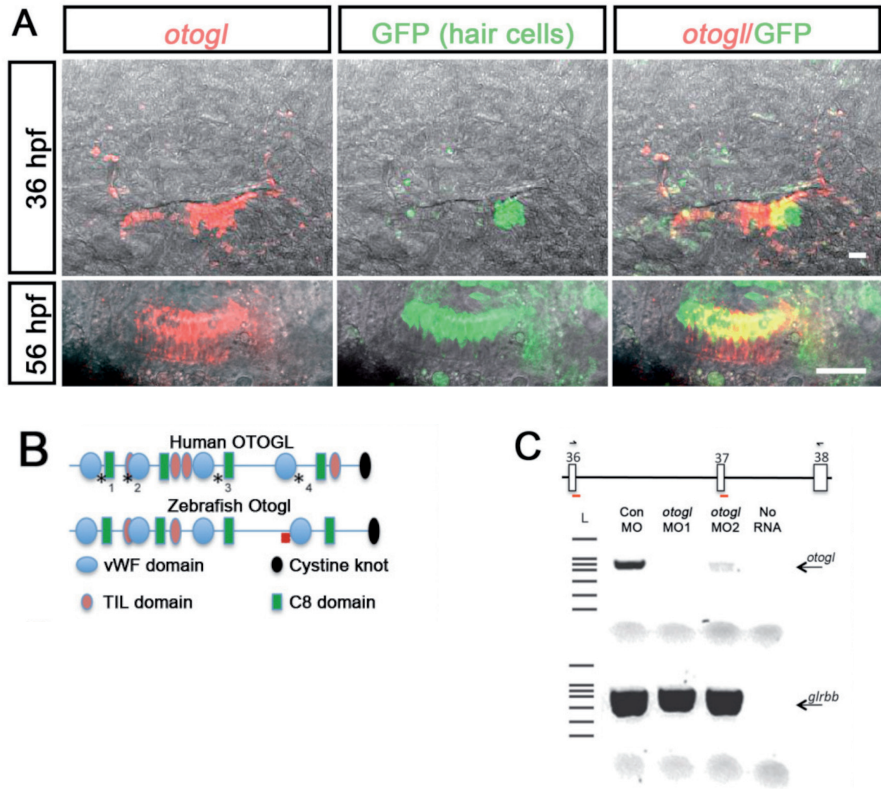 A
otogl
GFP (hair cells)
otogl/GFP
36 hpf
56 hpf
B
Human OTOGL
* 1 * 2 * 3 * 4
Zebrafish Otogl
vWF domain
Cystine knot
TIL domain
C8 domain
C
36 37 38
L
Con MO
otogl MO1
otogl MO2
No RNA
otogl
glrbb